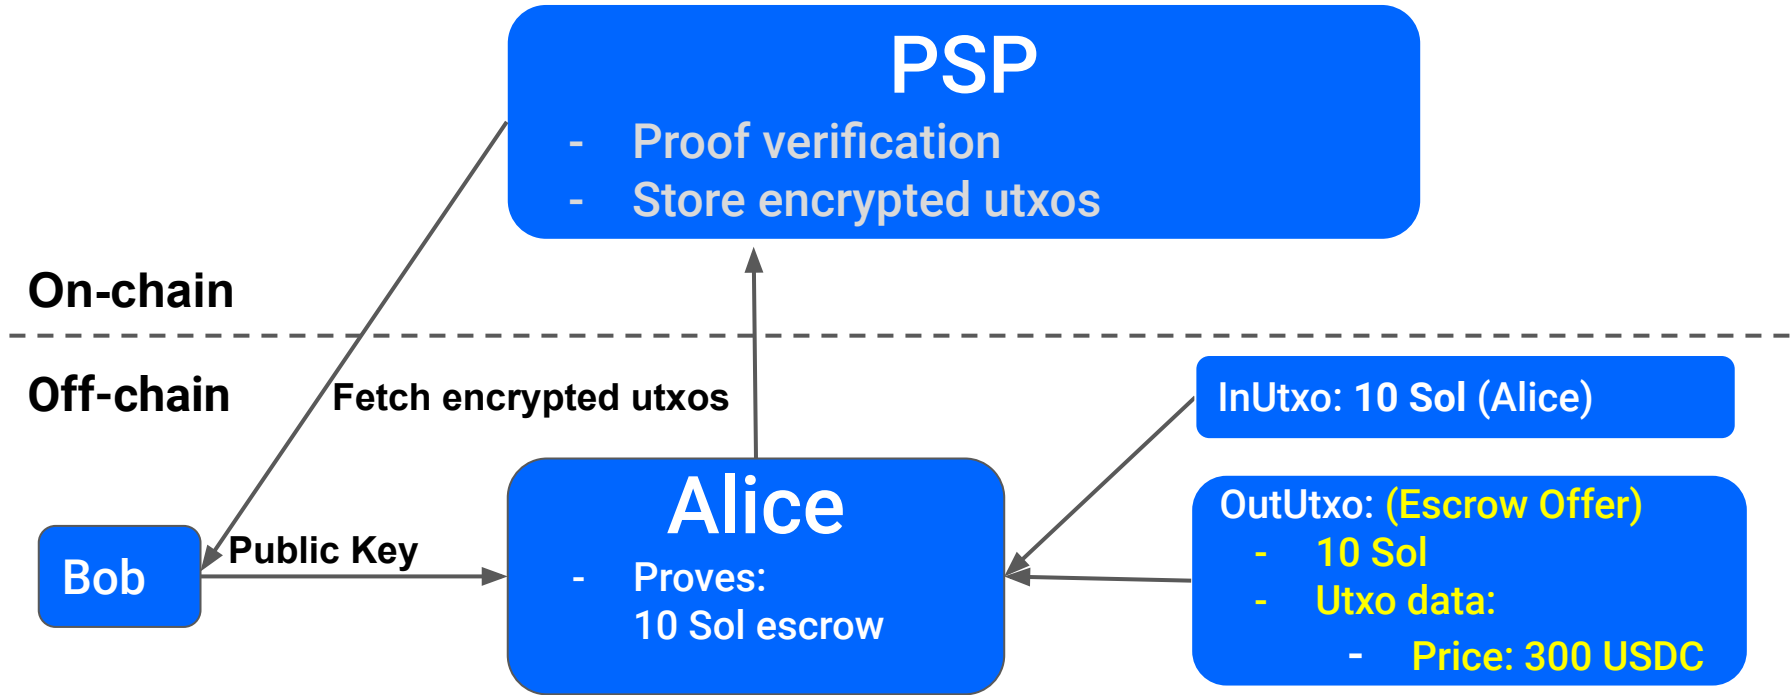 PSP
- Proof verification
- Store encrypted utxos
On-chain
Off-chain
Fetch encrypted utxos
InUtxo: 10 Sol (Alice)
Alice
- Proves:
10 Sol escrow
Bob
Public Key
OutUtxo: (Escrow Offer)
- 10 Sol
- Utxo data:
- Price: 300 USDC